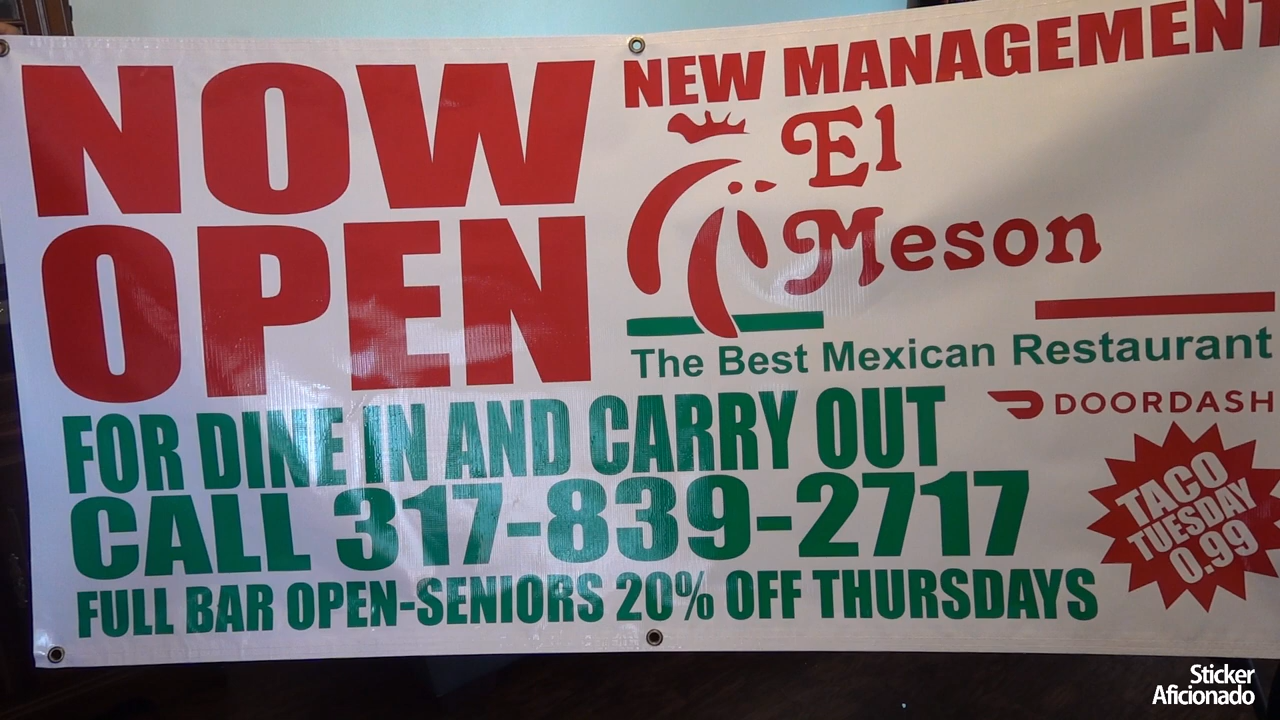 NOW
OPEN
NEW MANAGEMENT
El
Meson
The Best Mexican Restaurant
DOORDASH
FOR DINE IN AND CARRY OUT
CALL 317-839-2717
FULL BAR OPEN-SENIORS 20% OFF THURSDAYS
TACO
TUESDAY
0.99
Sticker
Aficionado